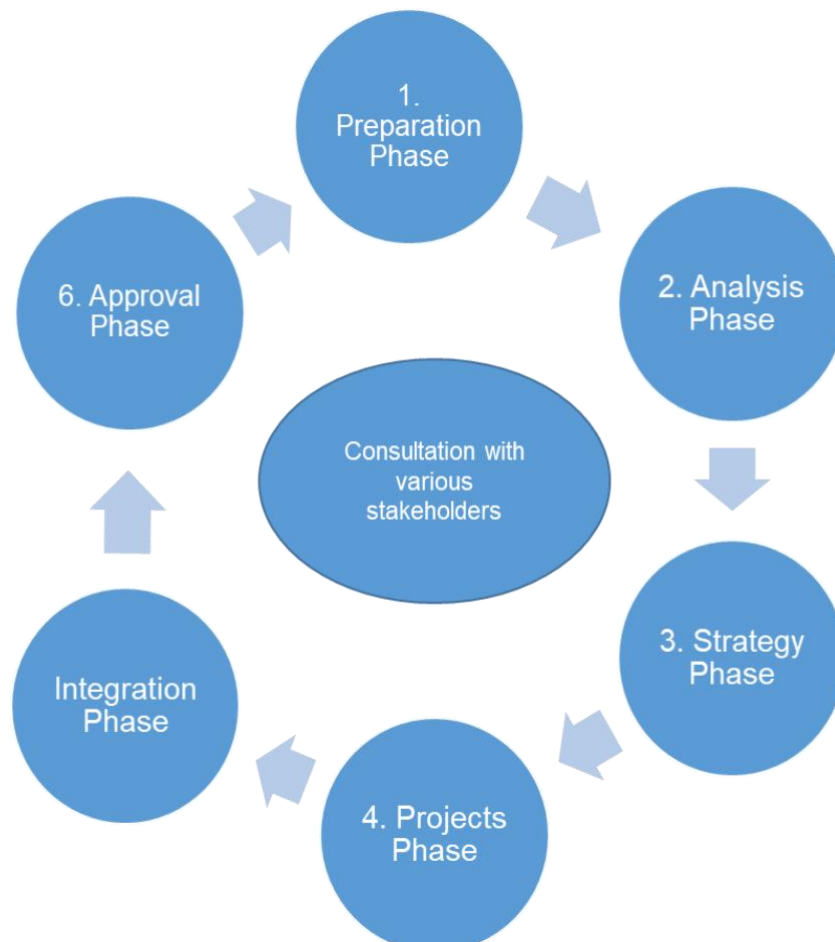 1.
Preparation
Phase
2. Analysis
Phase
3. Strategy
Phase
4. Projects
Phase
Integration
Phase
6. Approval
Phase
Consultation with
various
stakeholders